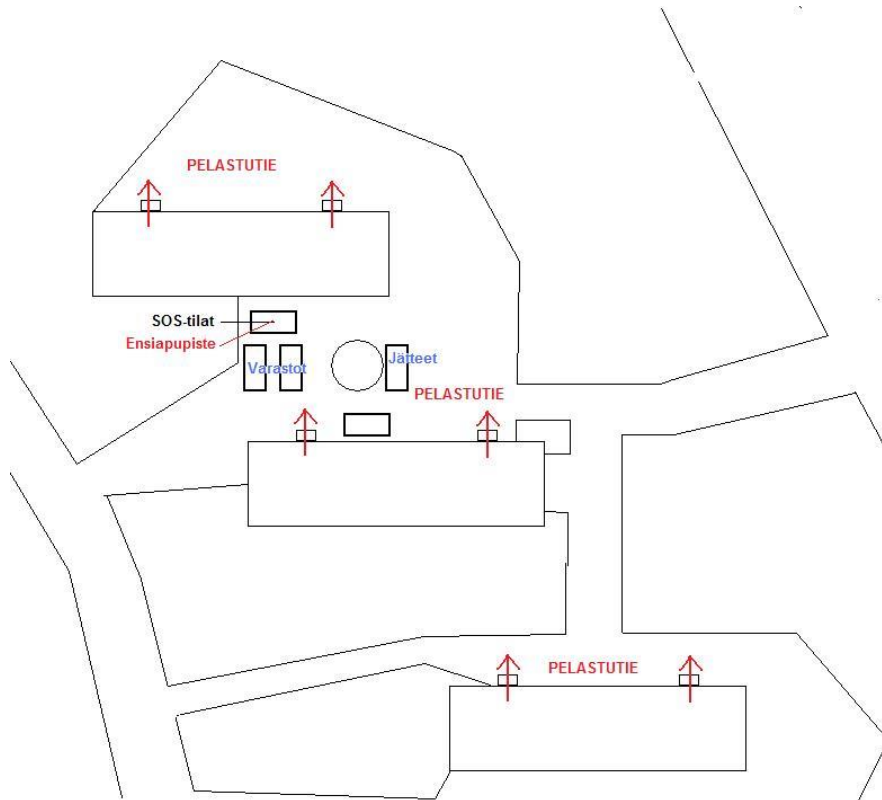 PELASTUTIE
SOS-tilat
Ensiapupiste
Varastot
Jätteet
PELASTUTIE
PELASTUTIE